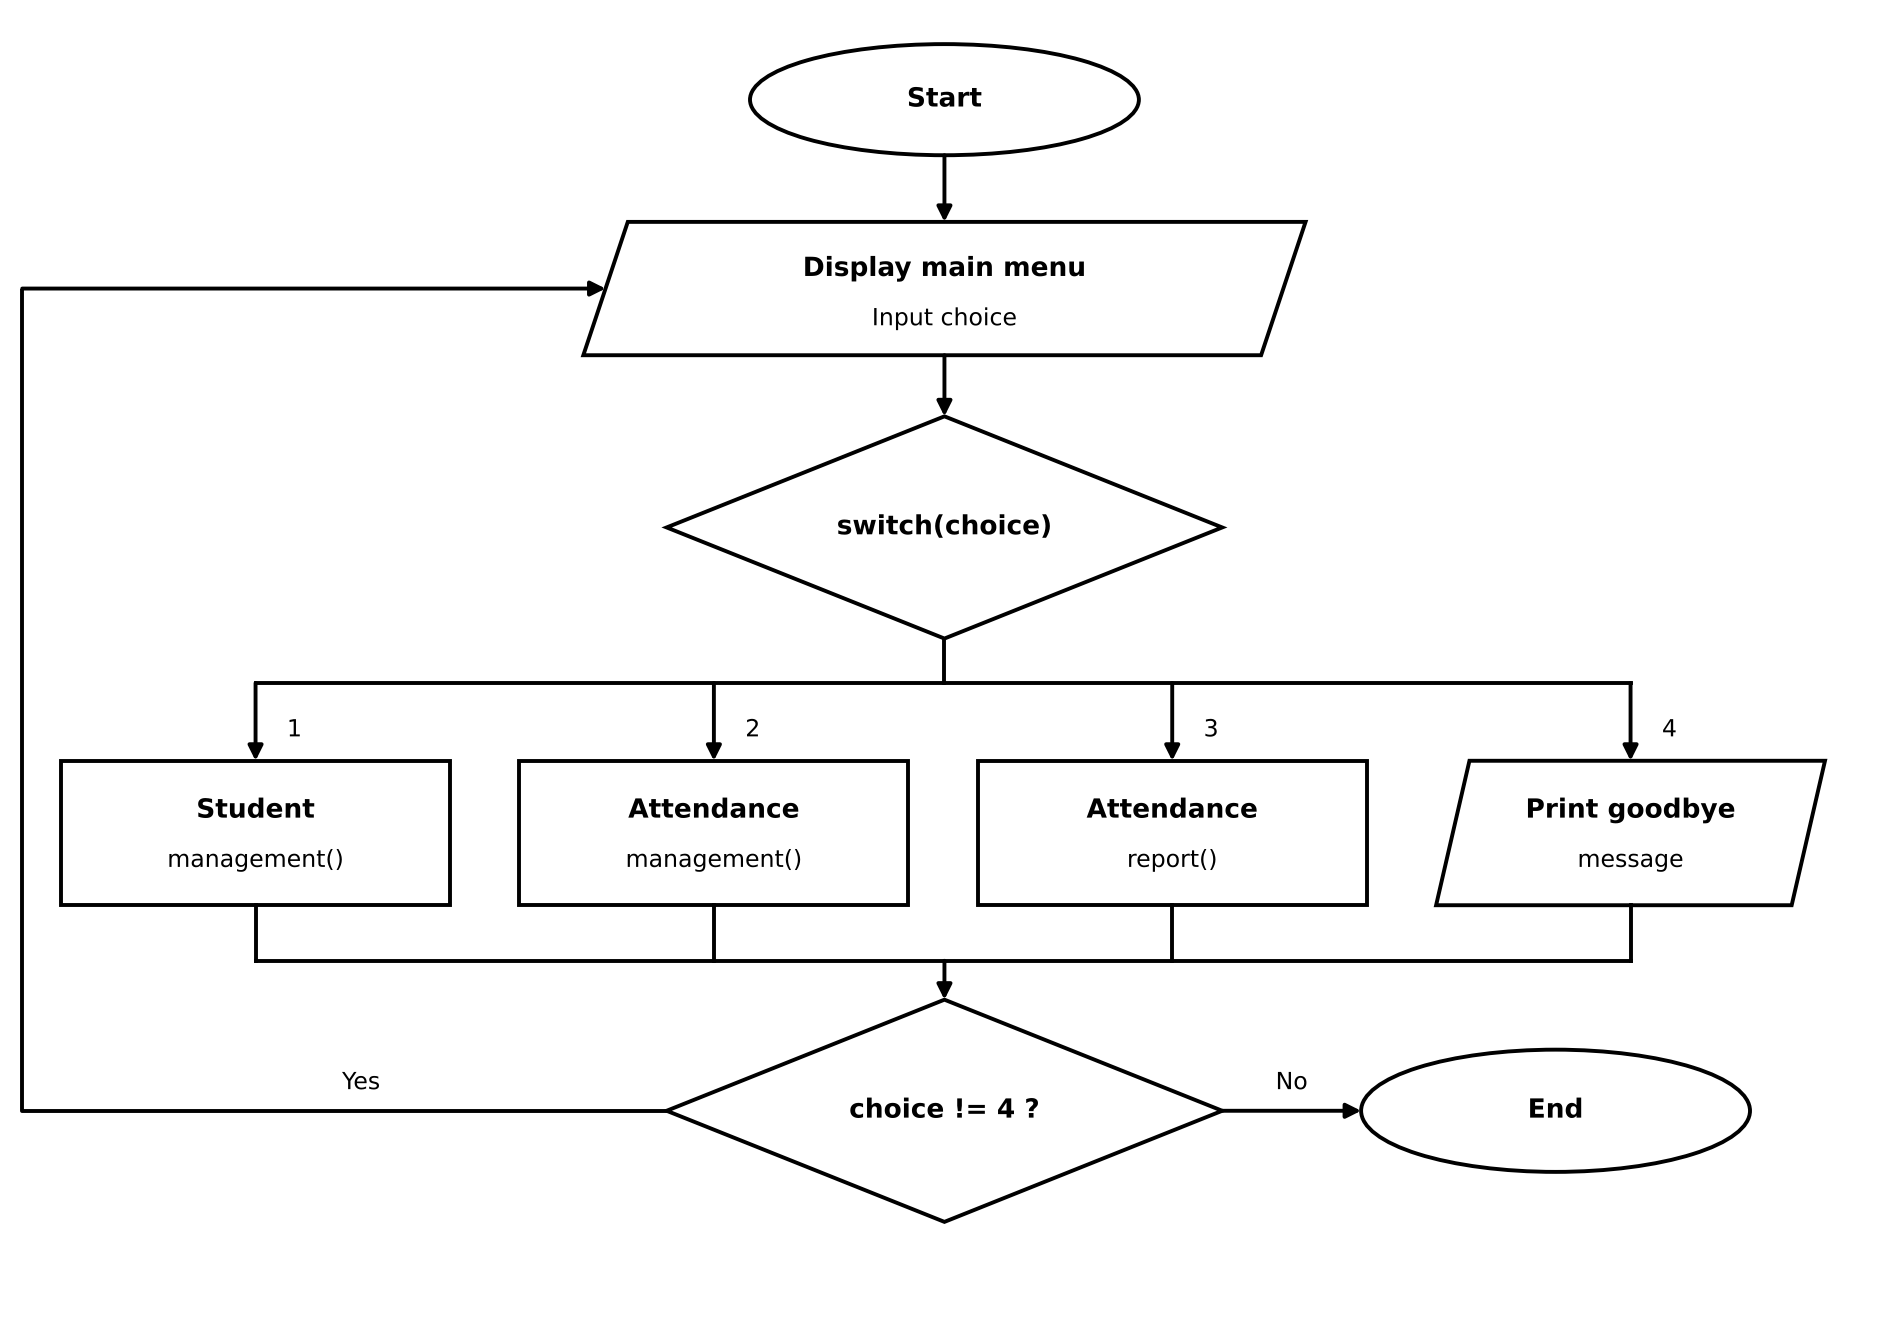 Start
Display main menu
Input choice
switch(choice)
1
2
3
4
Student
management()
Attendance
management()
Attendance
report()
Print goodbye
message
Yes
choice != 4 ?
No
End